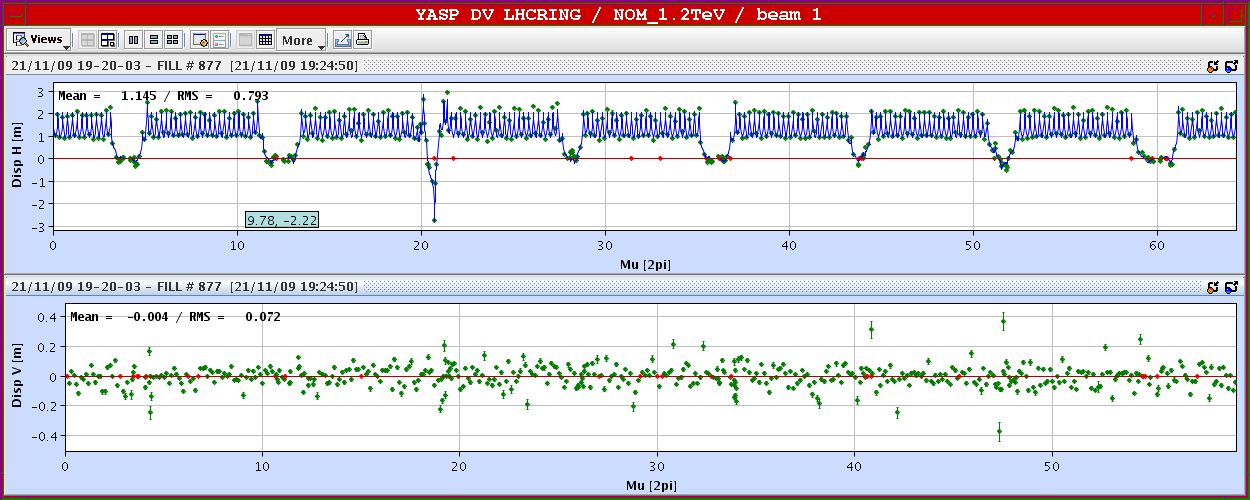 YASP DV LHCRING / NOM_1.2TeV / beam 1
Views More
21/11/09 19-20-03 - FILL # 877 [21/11/09 19:24:50]
Mean = 1.145 / RMS = 0.793
Disp H [m]
3
2
1
0
-1
-2
-3
9.78, -2.22
0 10 20 30 40 50 60
Mu [2pi]
21/11/09 19-20-03 - FILL # 877 [21/11/09 19:24:50]
Mean = -0.004 / RMS = 0.072
Disp V [m]
0.4
0.2
0
-0.2
-0.4
0 10 20 30 40 50
Mu [2pi]